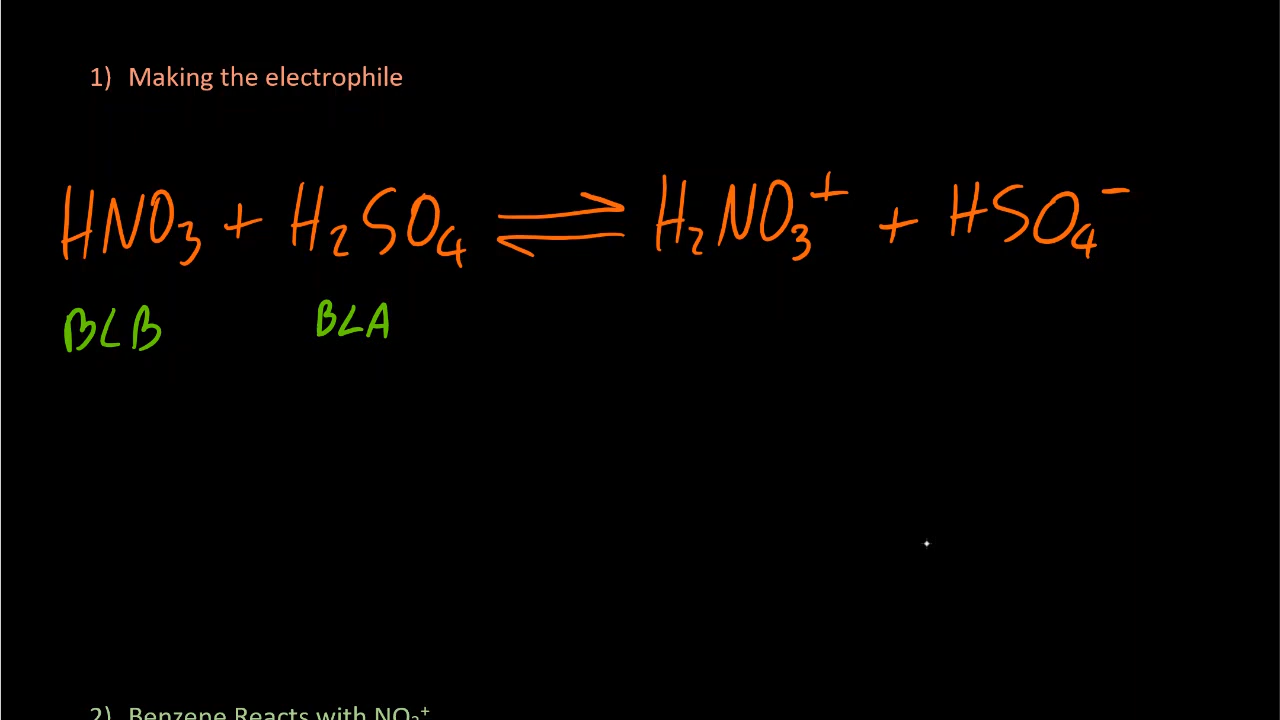 1) Making the electrophile
HNO₃ + H₂SO₄ ⇌ H₂NO₃⁺ + HSO₄⁻
BLB BLA
2) Benzene Reacts with NO₂⁺